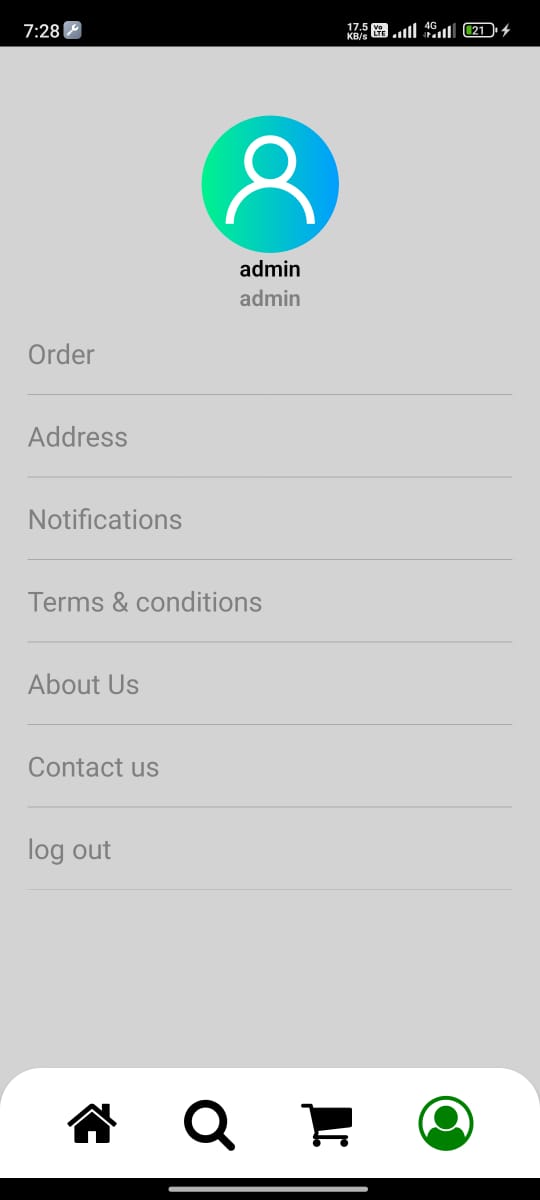 7:28
17.5
KB/s
Vo
LTE
4G
21
admin
admin
Order
Address
Notifications
Terms & conditions
About Us
Contact us
log out